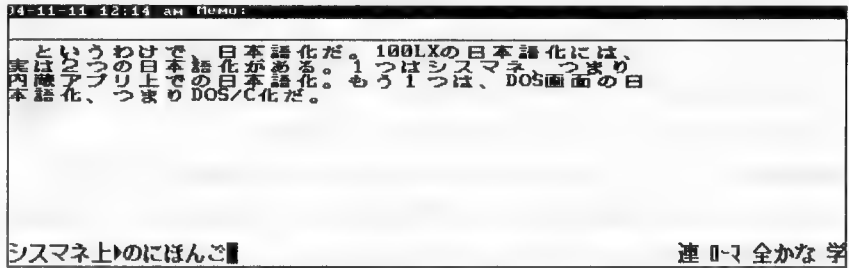 94-11-11 12:14 am Memo:
というわけで、日本語化だ。100LXの日本語化には、
実は2つの日本語化がある。1つはシスマネ、つまり
内蔵アプリ上での日本語化。もう1つは、DOS画面の日
本語化、つまりDOS/C化だ。
シスマネ上のにほんご 連 ﾛｰﾏ 全かな 学